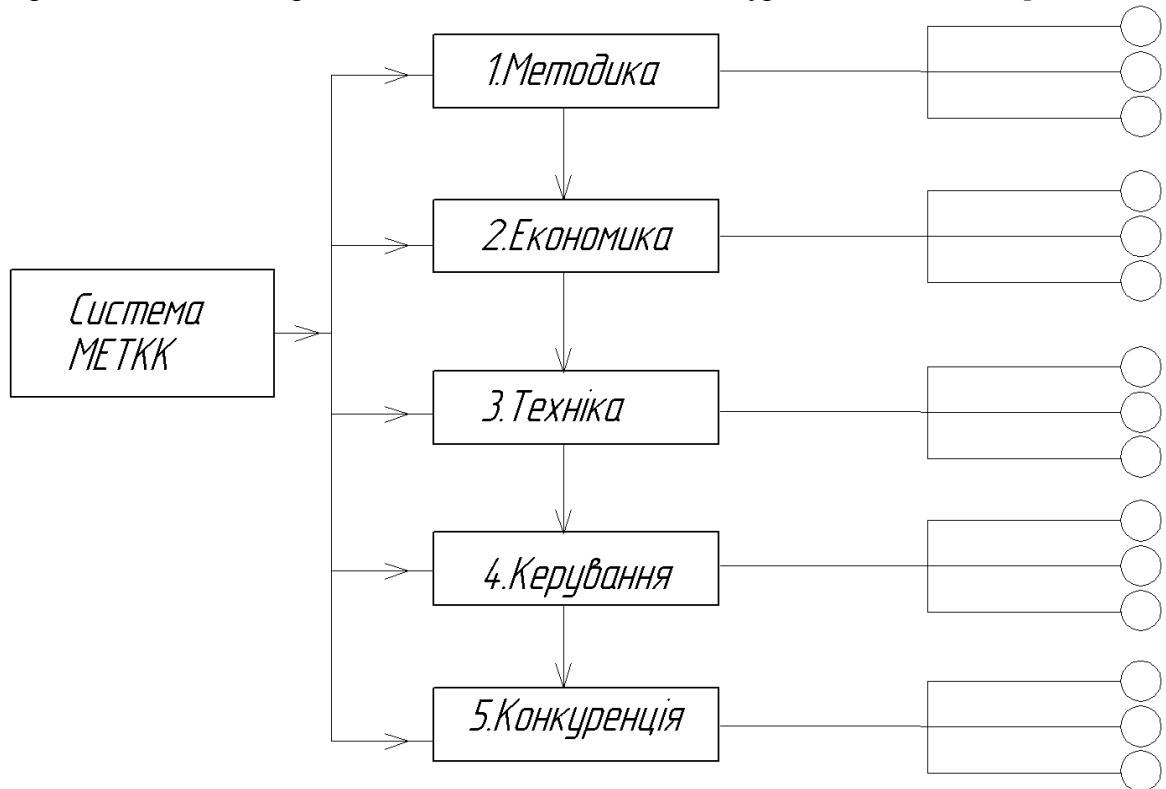 Система
МЕТКК
1.Методика
2.Економика
3.Техніка
4.Керування
5.Конкуренція